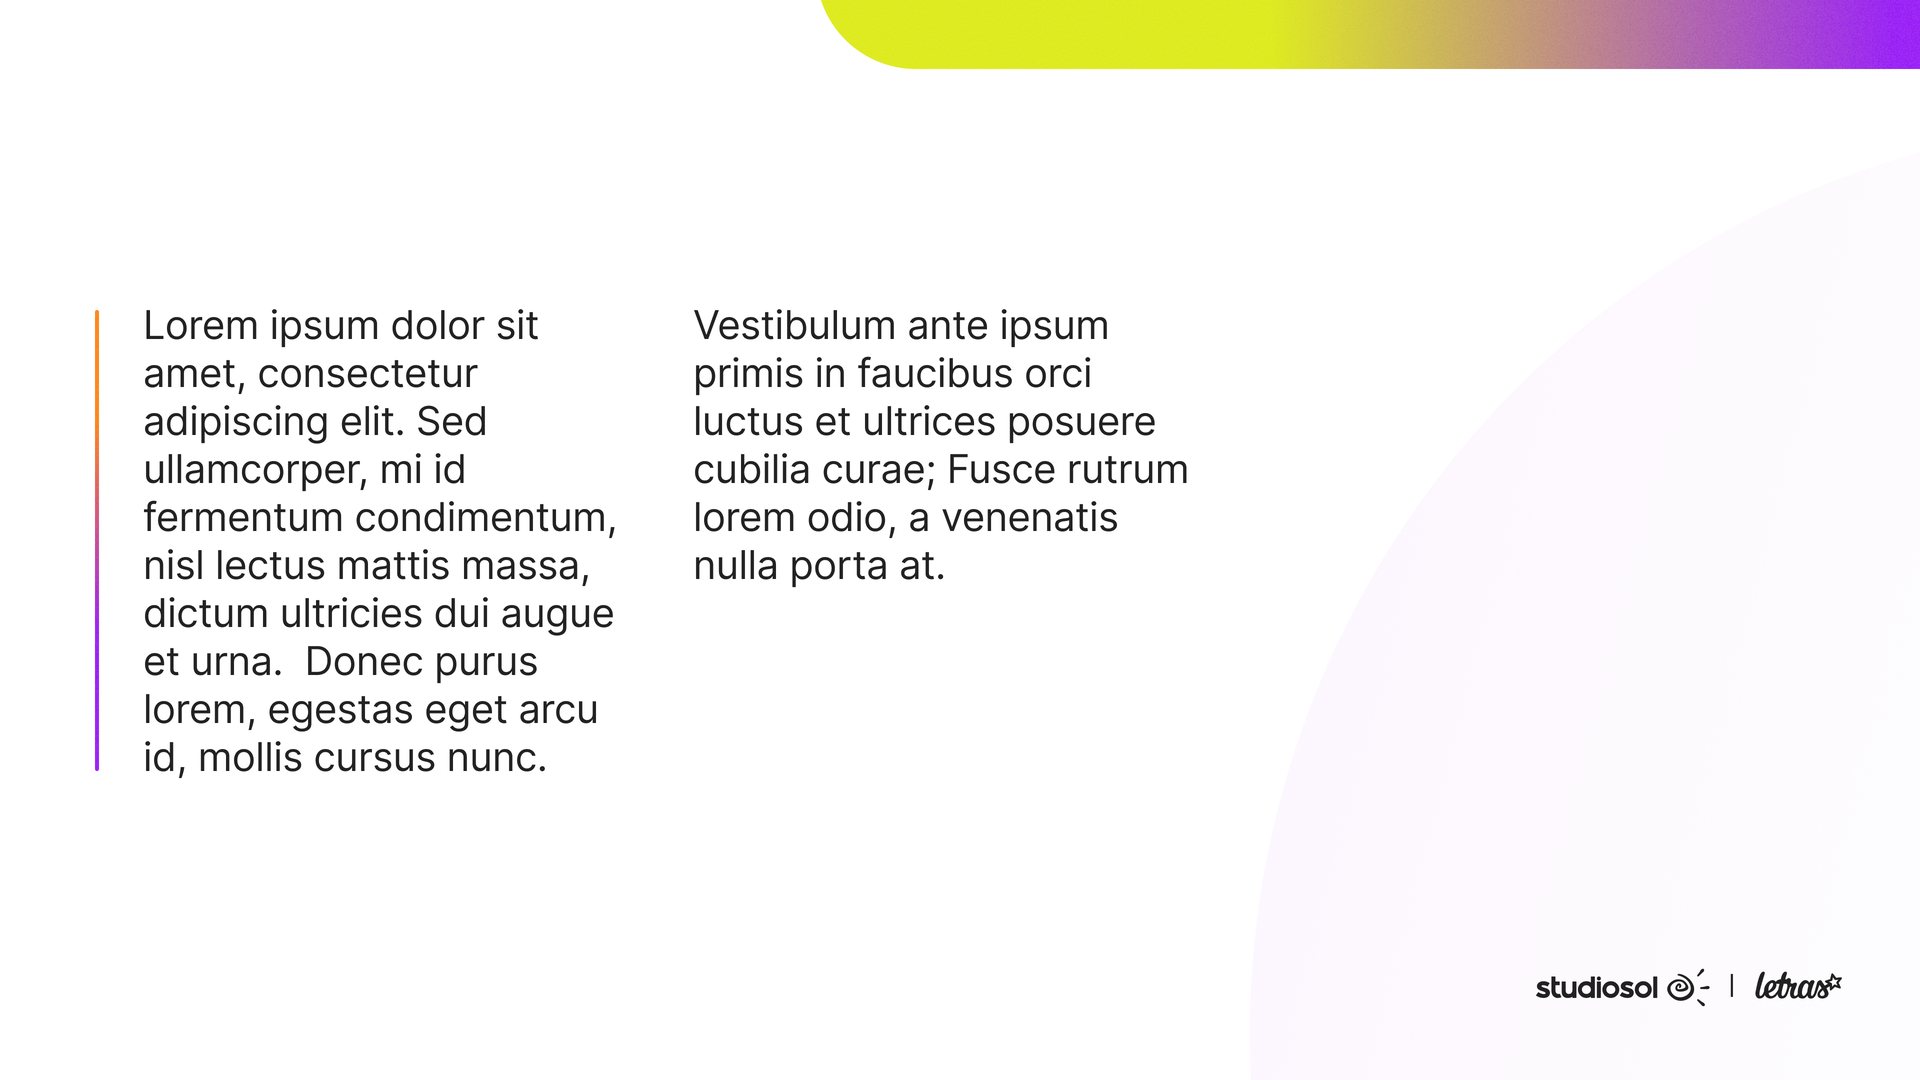 Lorem ipsum dolor sit
amet, consectetur
adipiscing elit. Sed
ullamcorper, mi id
fermentum condimentum,
nisl lectus mattis massa,
dictum ultricies dui augue
et urna.  Donec purus
lorem, egestas eget arcu
id, mollis cursus nunc.
Vestibulum ante ipsum
primis in faucibus orci
luctus et ultrices posuere
cubilia curae; Fusce rutrum
lorem odio, a venenatis
nulla porta at.
studiosol | letras